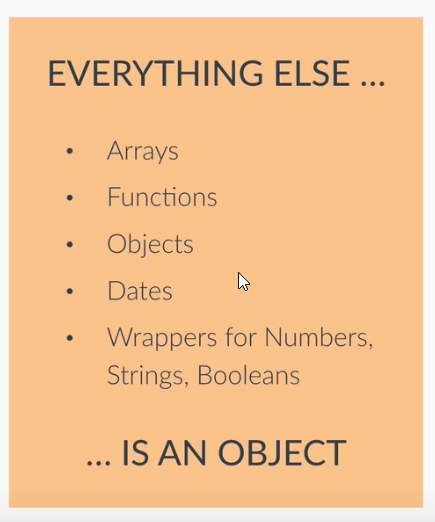 EVERYTHING ELSE ...
• Arrays
• Functions
• Objects
• Dates
• Wrappers for Numbers,
Strings, Booleans
... IS AN OBJECT